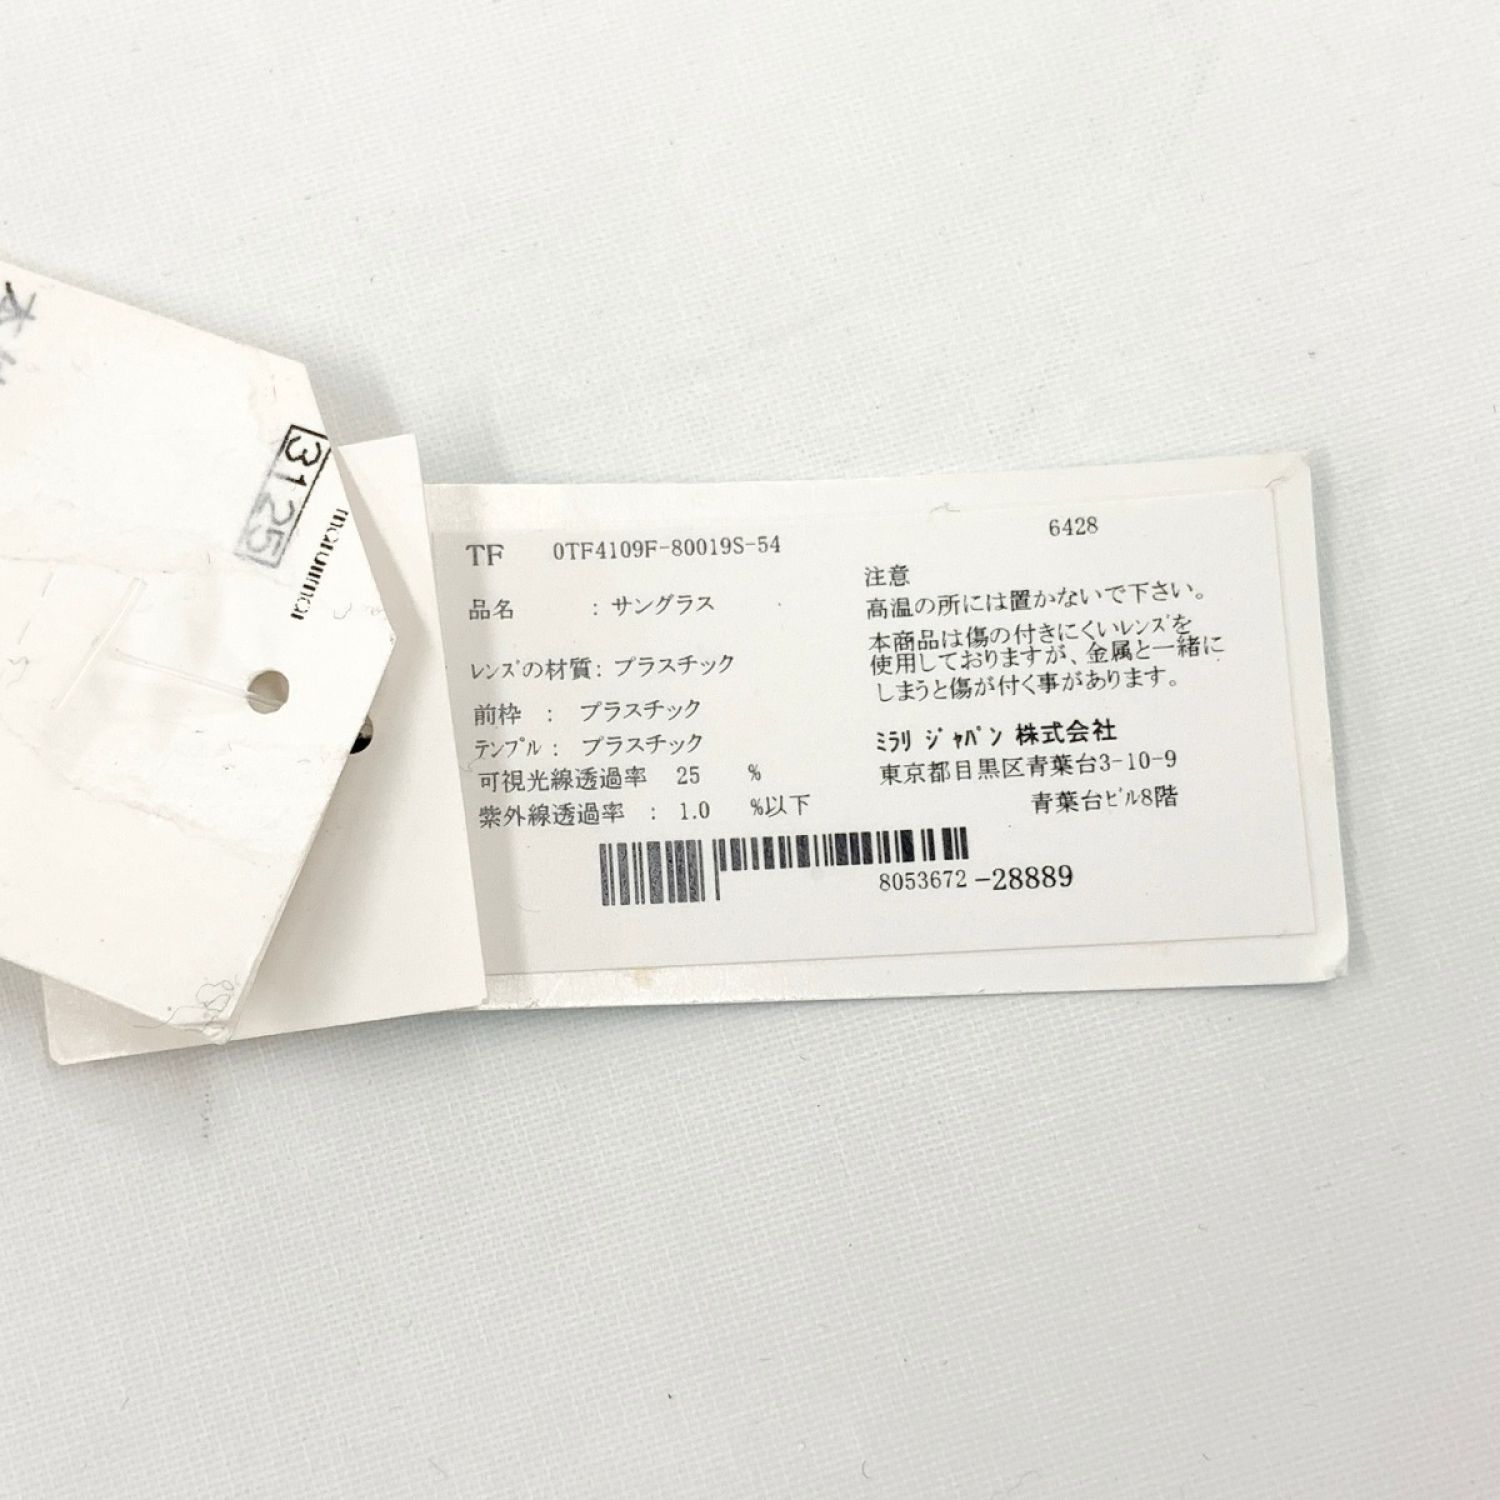 3125
TF 0TF4109F-80019S-54
品名 : サングラス
レンズの材質: プラスチック
前枠 : プラスチック
テンプル : プラスチック
可視光線透過率 25 %
紫外線透過率 : 1.0 %以下
6428
注意
高温の所には置かないで下さい。
本商品は傷の付きにくいレンズを
使用しておりますが、金属と一緒に
しまうと傷が付く事があります。
ミラリ ジャパン 株式会社
東京都目黒区青葉台3-10-9
青葉台ビル8階
8053672-28889